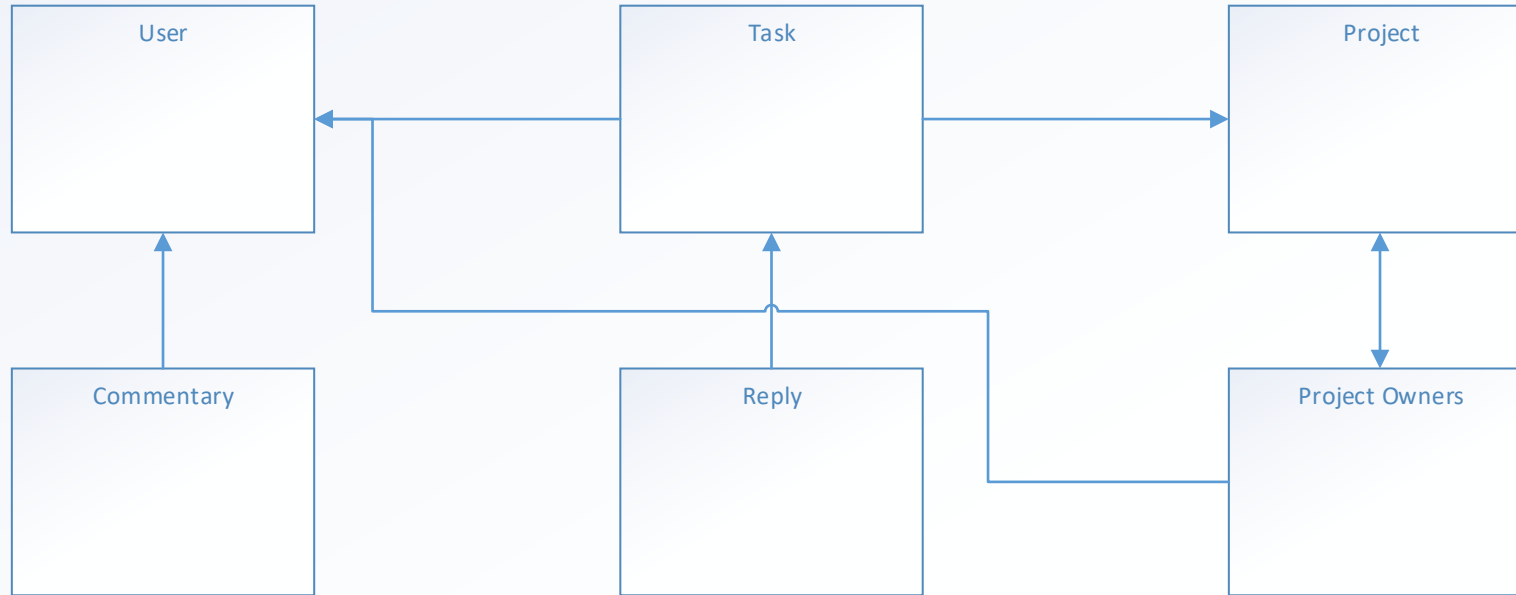 User
Task
Project
Commentary
Reply
Project Owners